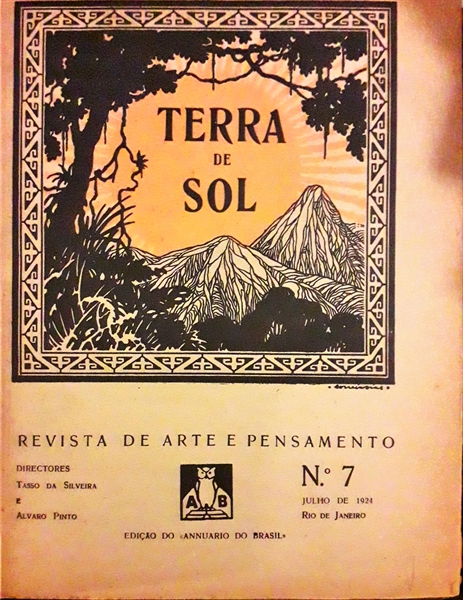 TERRA
DE
SOL
REVISTA DE ARTE E PENSAMENTO
DIRECTORES
TASSO DA SILVEIRA
E
ALVARO PINTO
A B
N.º 7
JULHO DE 1924
RIO DE JANEIRO
EDIÇÃO DO «ANNUARIO DO BRASIL»